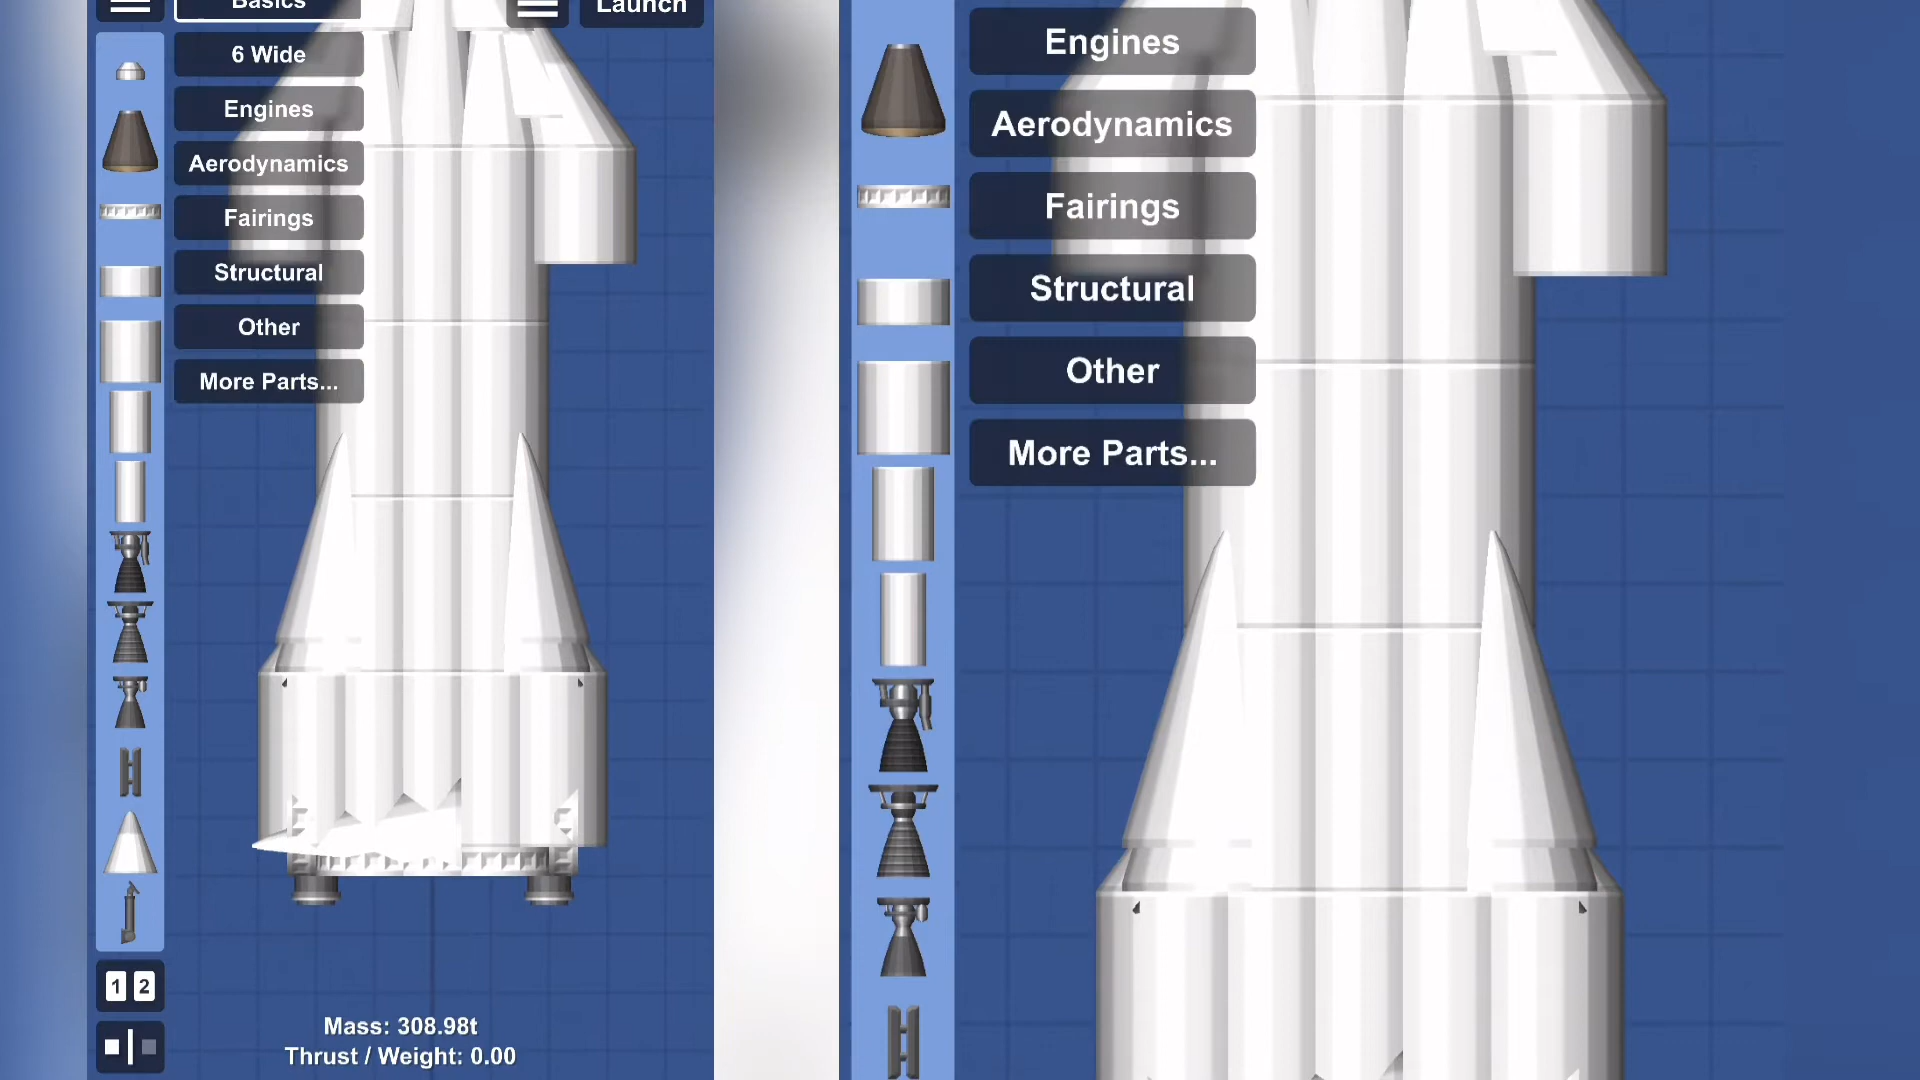 Basics
6 Wide
Engines
Aerodynamics
Fairings
Structural
Other
More Parts...
Launch
1 2
Mass: 308.98t
Thrust / Weight: 0.00
Engines
Aerodynamics
Fairings
Structural
Other
More Parts...